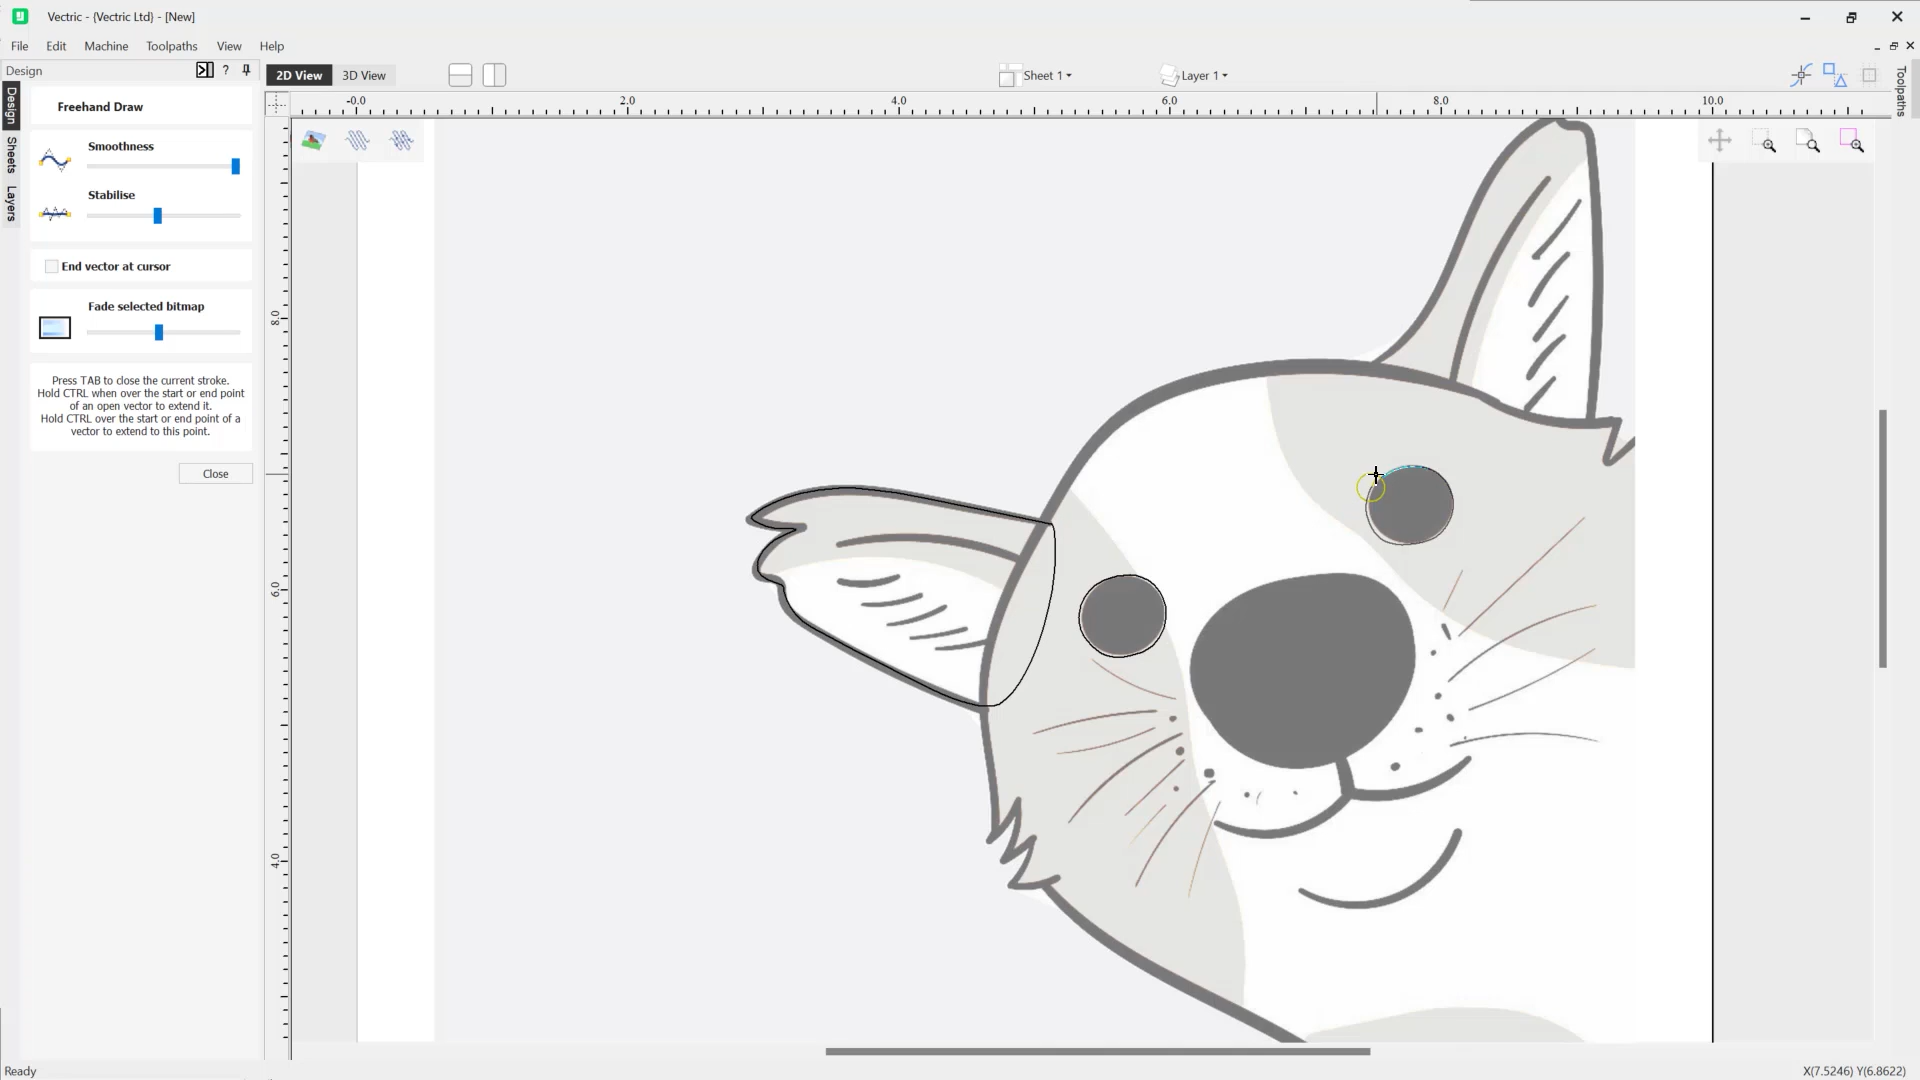 Vectric - {Vectric Ltd} - [New]
File Edit Machine Toolpaths View Help
Design
2D View 3D View
Sheet 1
Layer 1
Toolpaths
Design
Sheets
Layers
Freehand Draw
Smoothness
Stabilise
End vector at cursor
Fade selected bitmap
Press TAB to close the current stroke.
Hold CTRL when over the start or end point
of an open vector to extend it.
Hold CTRL over the start or end point of a
vector to extend to this point.
Close
-0.0 2.0 4.0 6.0 8.0 10.0
8.0
6.0
4.0
Ready
X(7.5246) Y(6.8622)